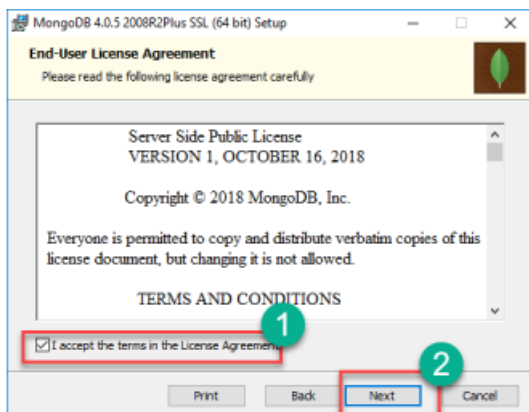 MongoDB 4.0.5 2008R2Plus SSL (64 bit) Setup
End-User License Agreement
Please read the following license agreement carefully
Server Side Public License
VERSION 1, OCTOBER 16, 2018
Copyright © 2018 MongoDB, Inc.
Everyone is permitted to copy and distribute verbatim copies of this
license document, but changing it is not allowed.
TERMS AND CONDITIONS
1
I accept the terms in the License Agreement
2
Print
Back
Next
Cancel